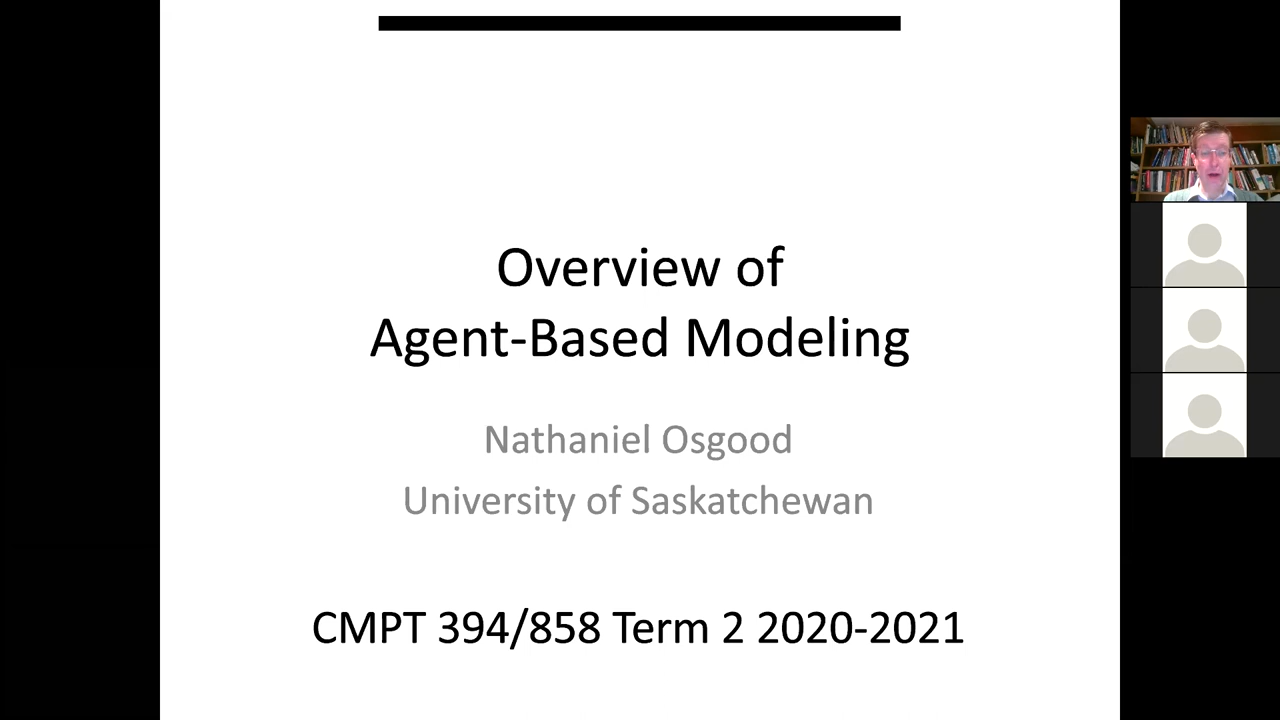 Overview of
Agent-Based Modeling
Nathaniel Osgood
University of Saskatchewan
CMPT 394/858 Term 2 2020-2021